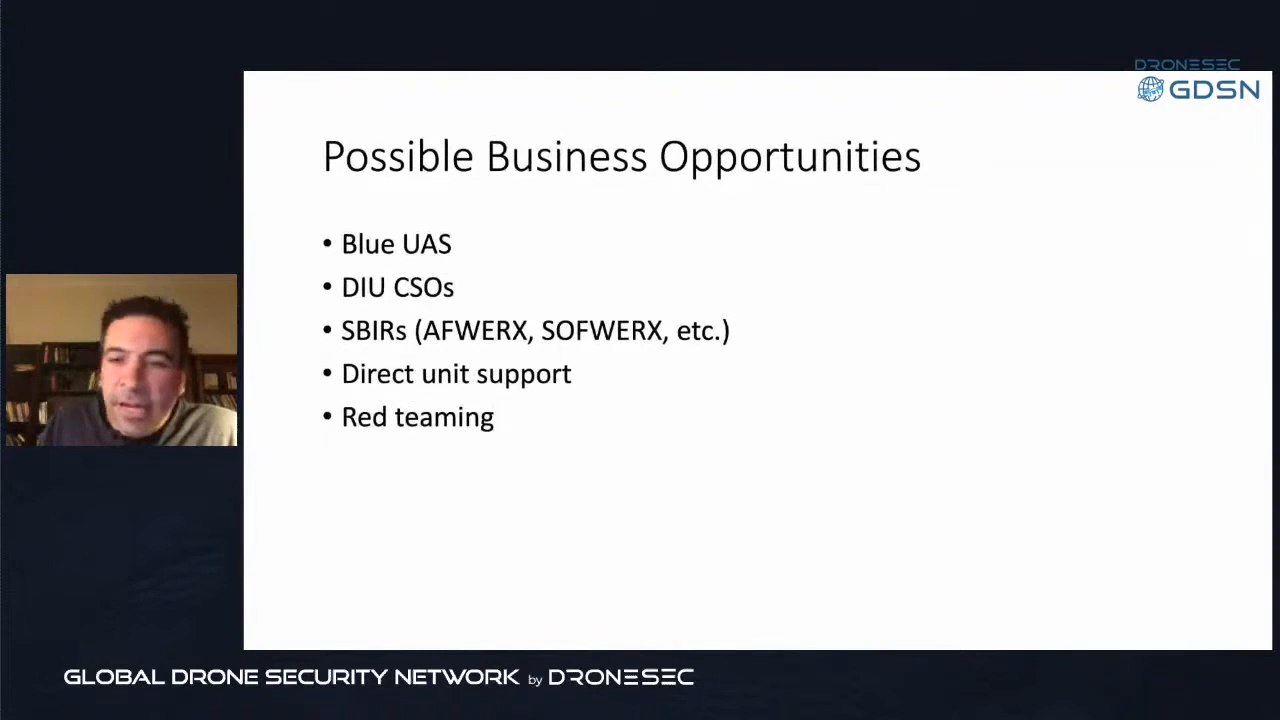 DRONESEC
GDSN
Possible Business Opportunities
• Blue UAS
• DIU CSOs
• SBIRs (AFWERX, SOFWERX, etc.)
• Direct unit support
• Red teaming
GLOBAL DRONE SECURITY NETWORK by DRONESEC